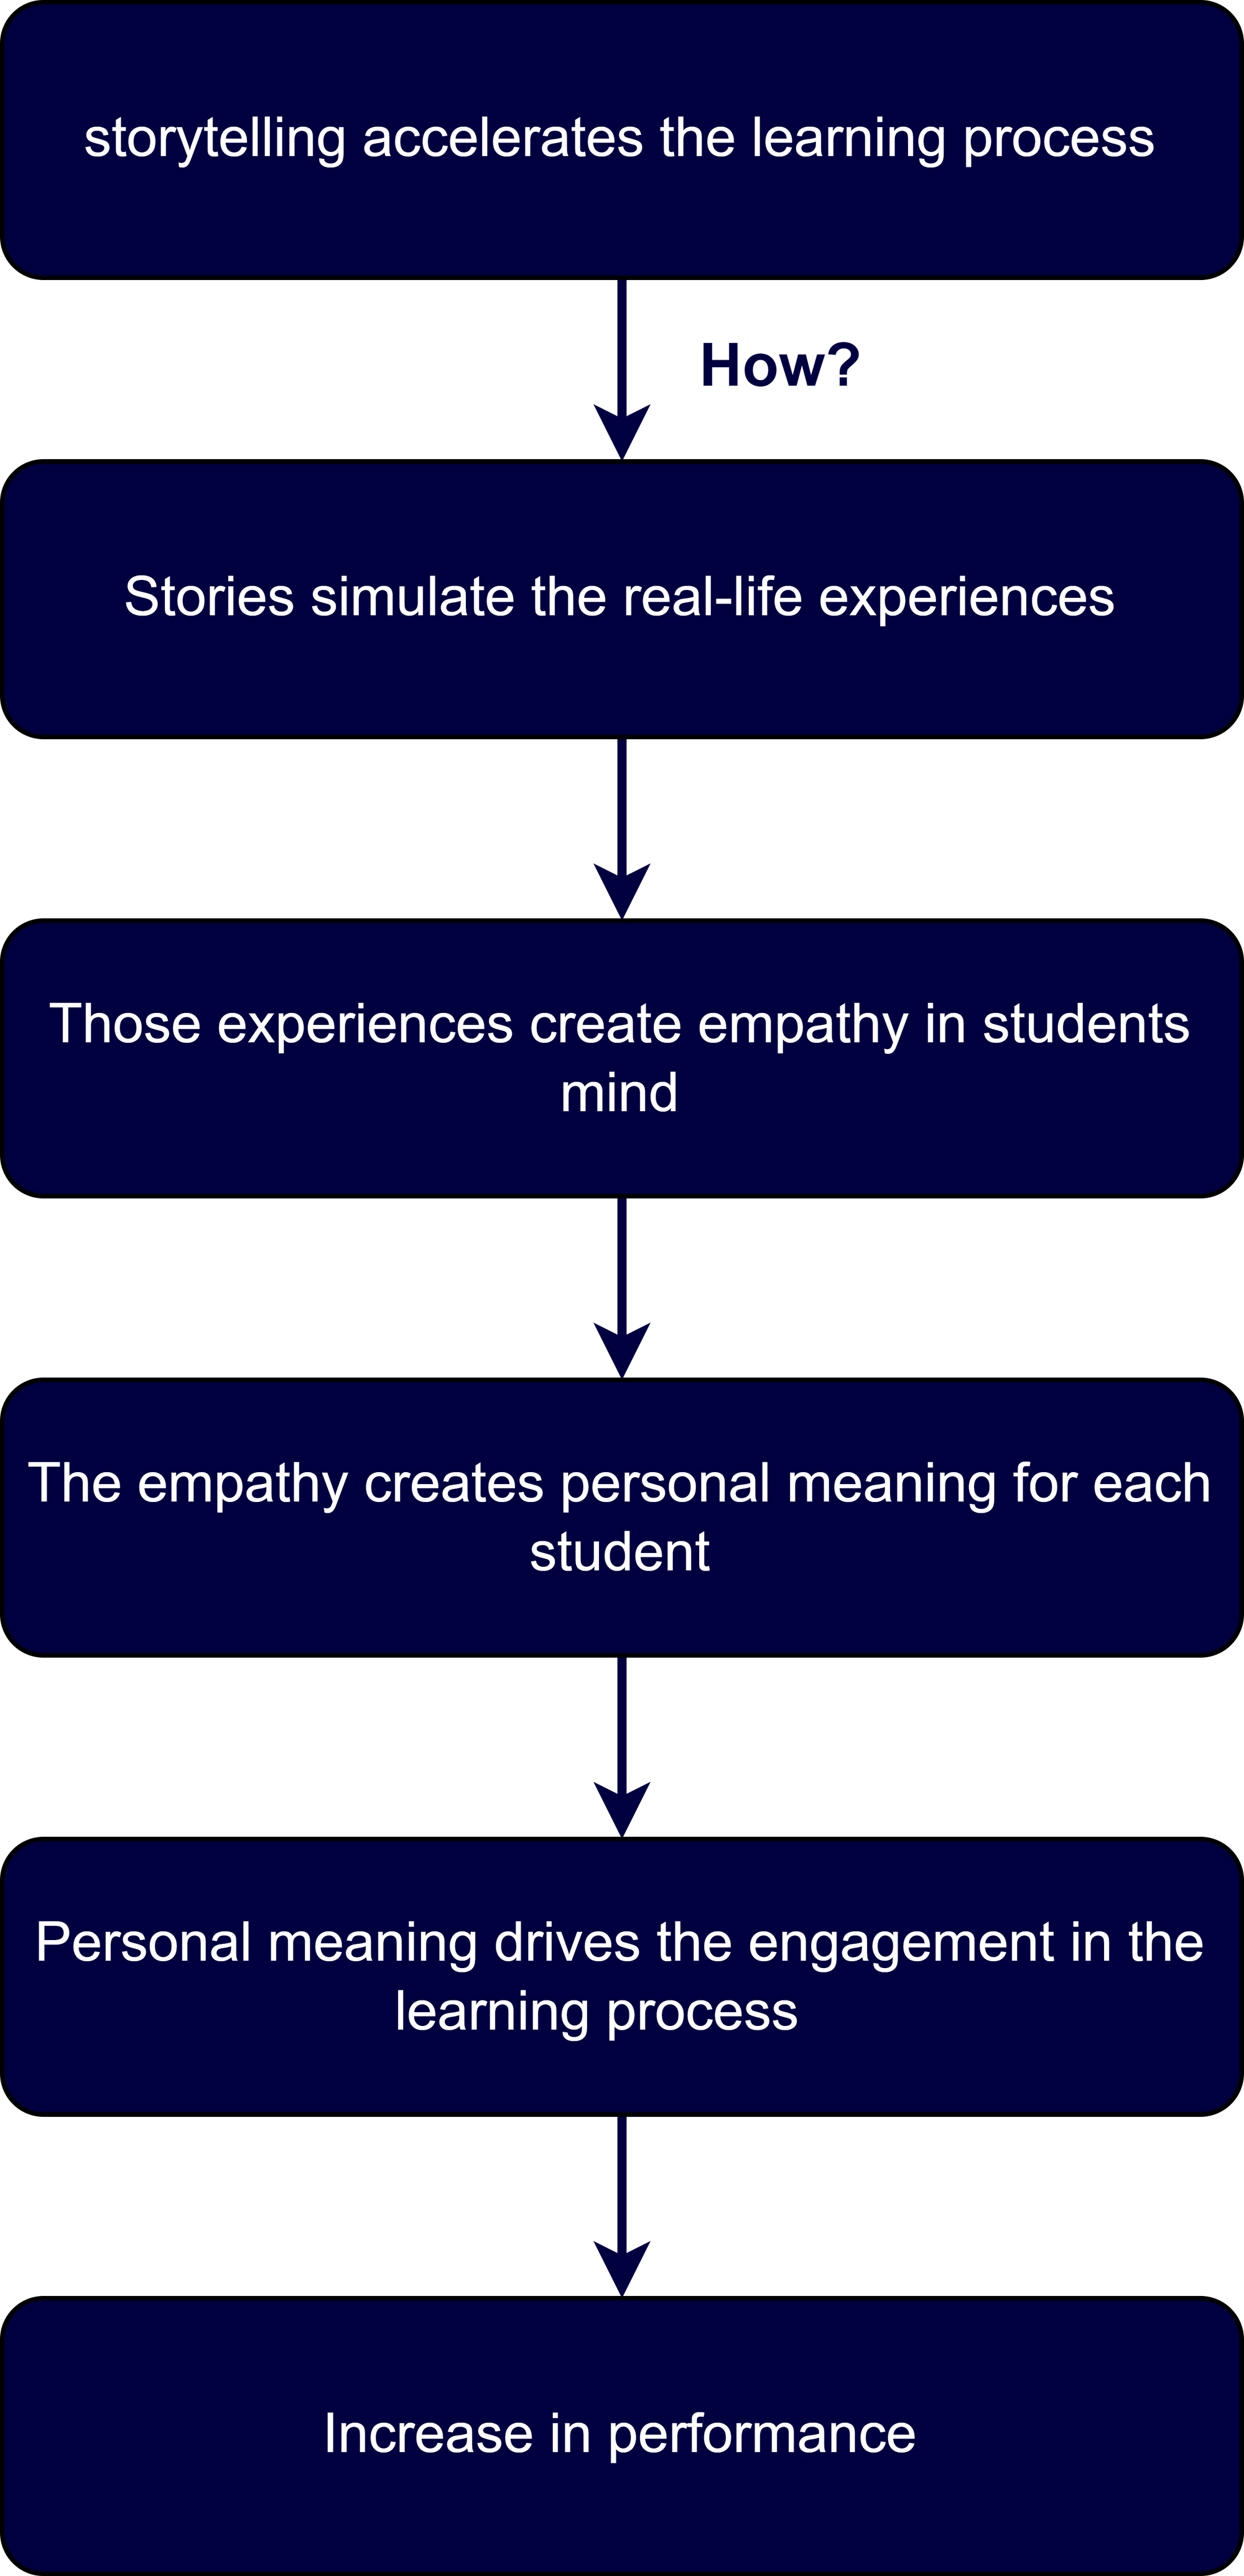 storytelling accelerates the learning process
How?
Stories simulate the real-life experiences
Those experiences create empathy in students
mind
The empathy creates personal meaning for each
student
Personal meaning drives the engagement in the
learning process
Increase in performance